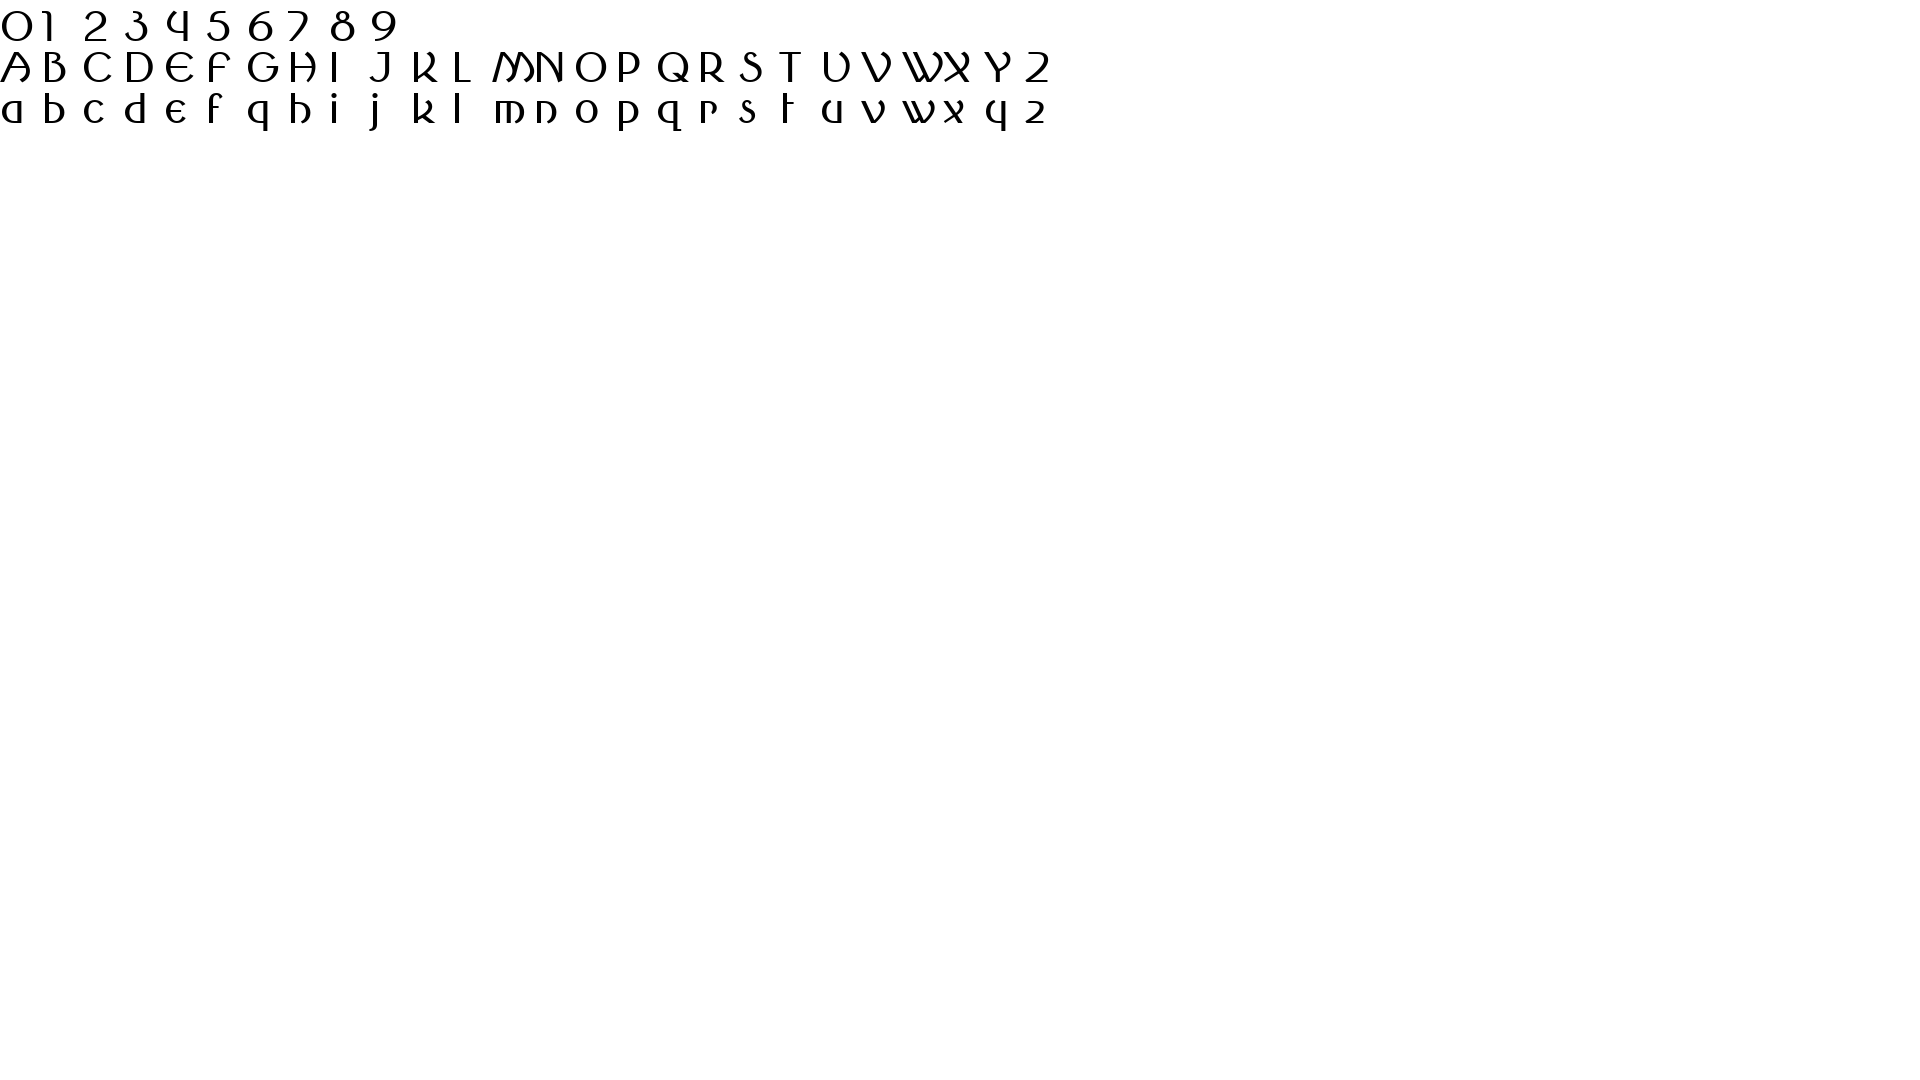 0 1 2 3 4 5 6 7 8 9
A B C D E F G H I J K L M N O P Q R S T U V W X Y Z
a b c d e f g h i j k l m n o p q r s t u v w x y z